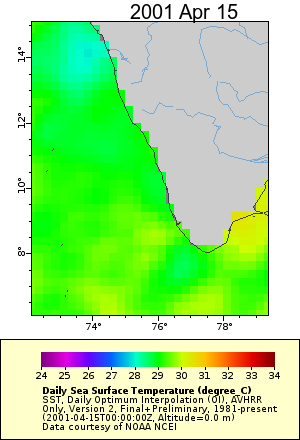 2001 Apr 15
14°
12°
10°
8°
74° 76° 78°
24 25 26 27 28 29 30 31 32 33 34
Daily Sea Surface Temperature (degree_C)
SST, Daily Optimum Interpolation (OI), AVHRR
Only, Version 2, Final+Preliminary, 1981-present
(2001-04-15T00:00:00Z, Altitude=0.0 m)
Data courtesy of NOAA NCEI